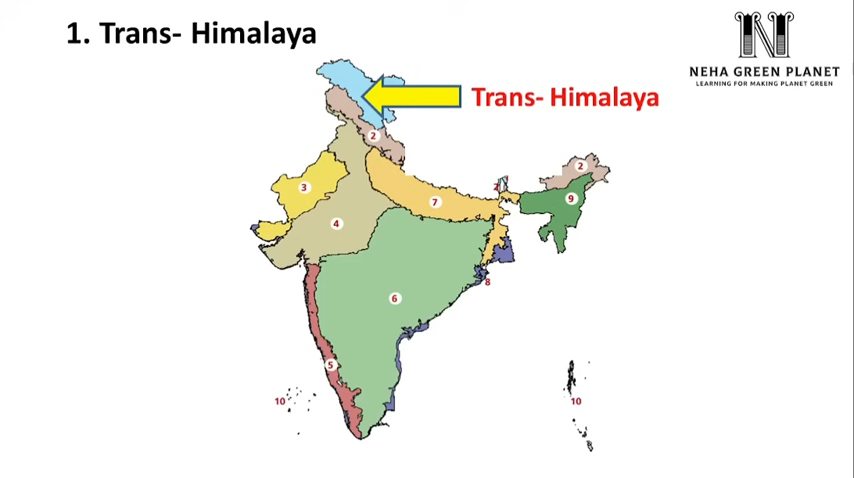 1. Trans- Himalaya
N
NEHA GREEN PLANET
LEARNING FOR MAKING PLANET GREEN
Trans- Himalaya
2
2
2
3
9
7
4
8
6
5
10
10